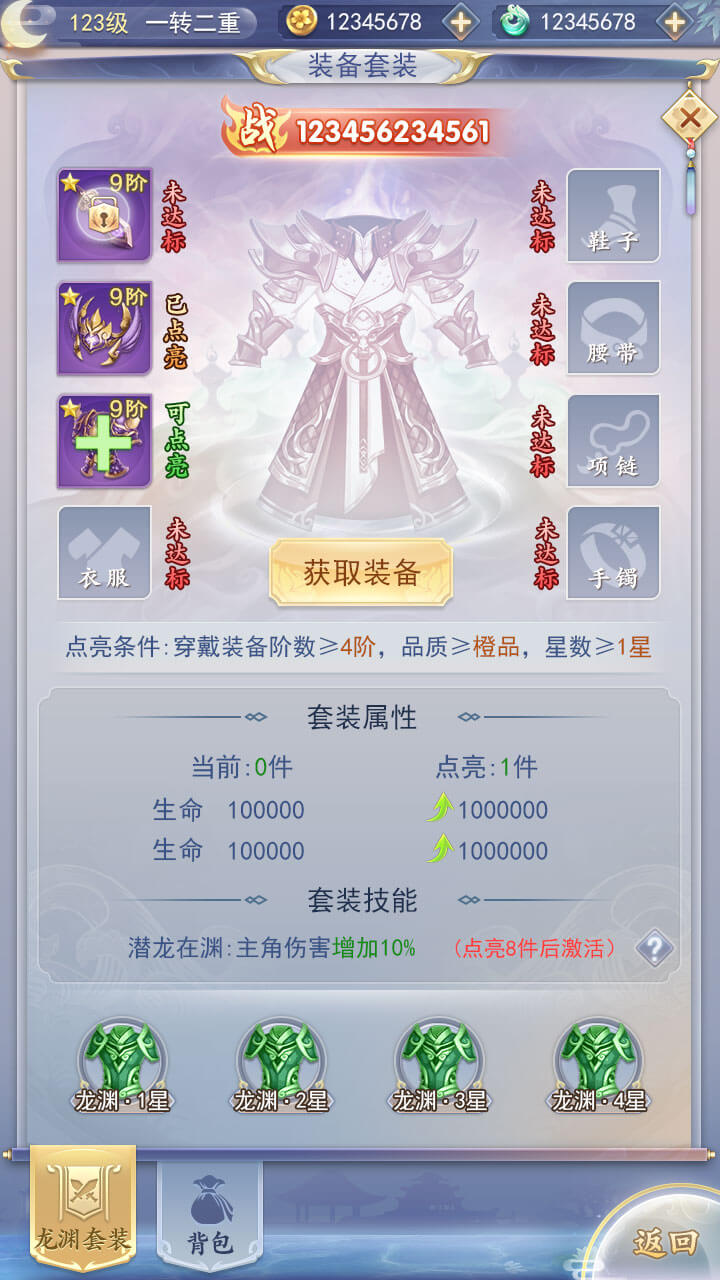 123级 一转二重 12345678 12345678
装备套装
战 123456234561
9阶 未达标
未达标 鞋子
9阶 已点亮
未达标 腰带
9阶 可点亮
未达标 项链
衣服 未达标
未达标 手镯
获取装备
点亮条件:穿戴装备阶数≥4阶，品质≥橙品，星数≥1星
套装属性
当前:0件 点亮:1件
生命 100000 1000000
生命 100000 1000000
套装技能
潜龙在渊:主角伤害增加10% （点亮8件后激活） ?
龙渊·1星 龙渊·2星 龙渊·3星 龙渊·4星
龙渊套装 背包 返回